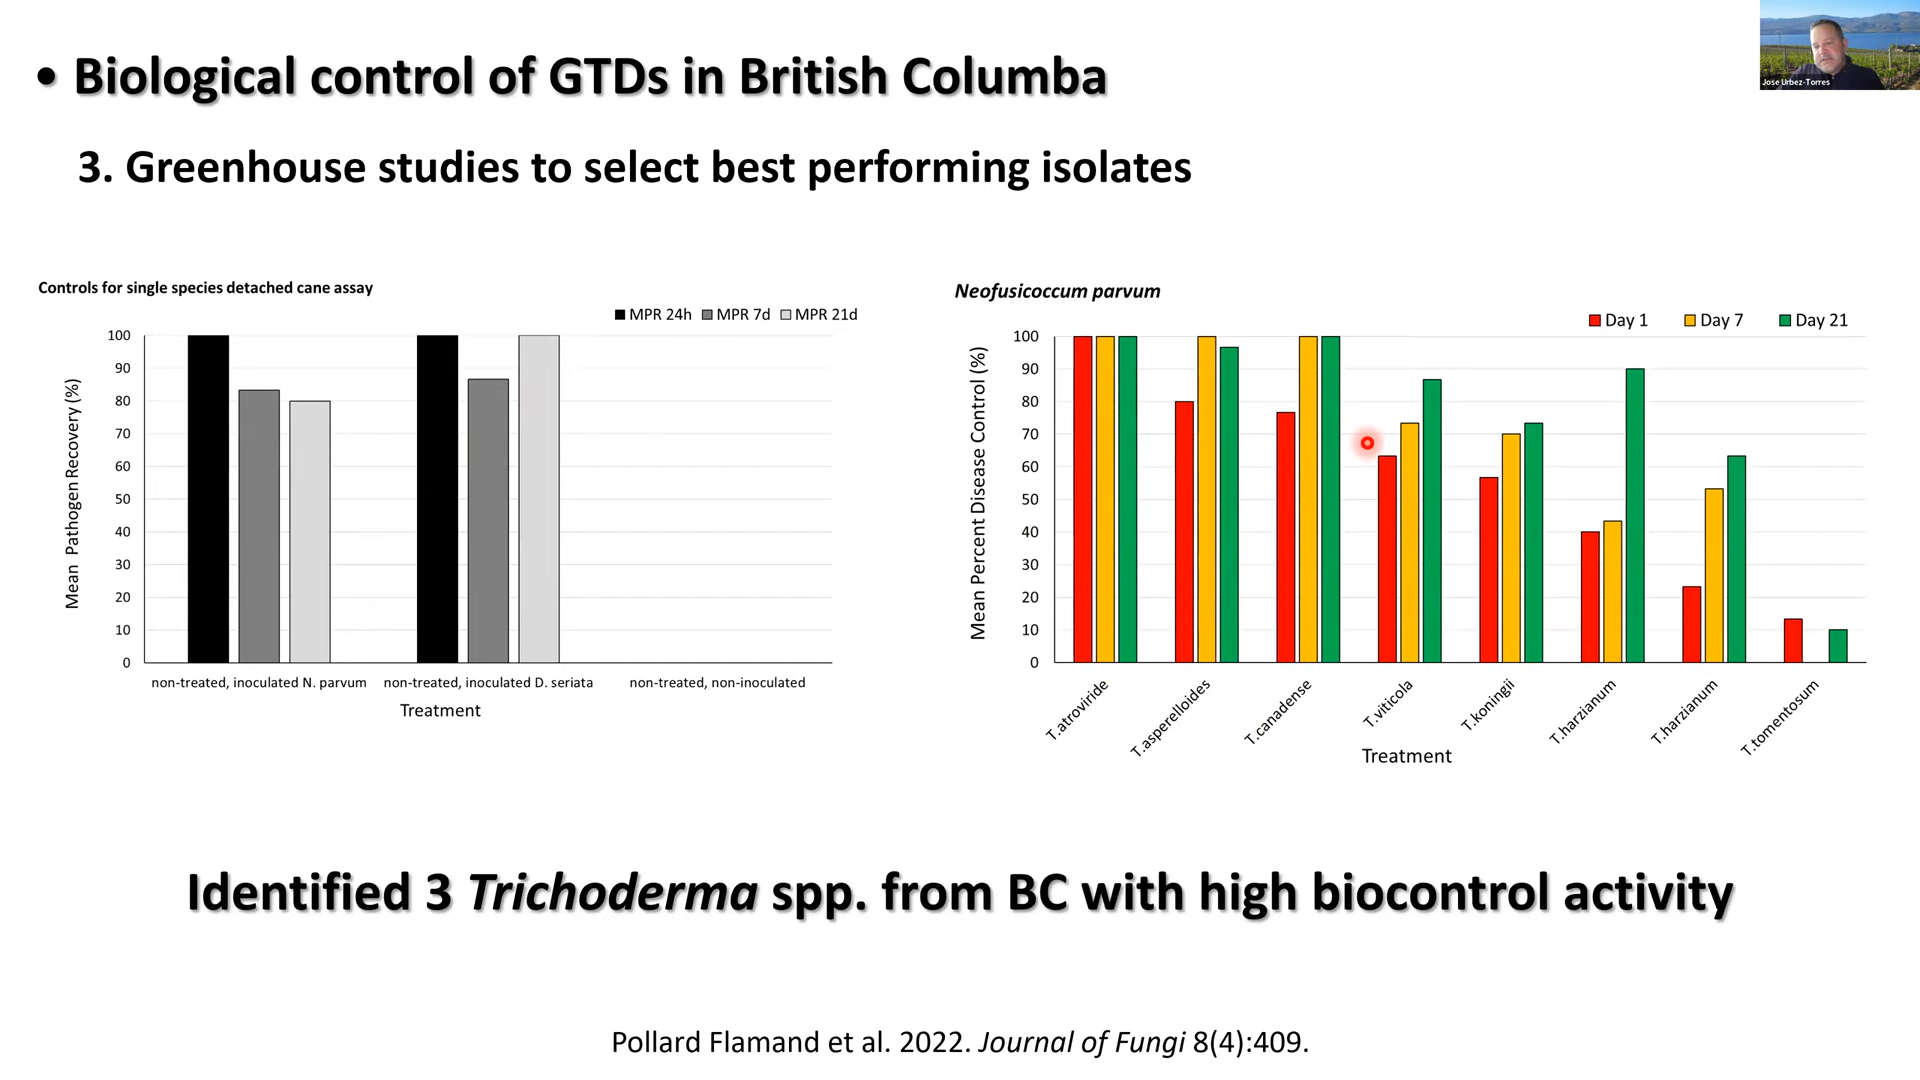 • Biological control of GTDs in British Columba
Jose Urbez-Torres
3. Greenhouse studies to select best performing isolates
Controls for single species detached cane assay
MPR 24h MPR 7d MPR 21d
Mean Pathogen Recovery (%)
100
90
80
70
60
50
40
30
20
10
0
non-treated, inoculated N. parvum
non-treated, inoculated D. seriata
non-treated, non-inoculated
Treatment
Neofusicoccum parvum
Day 1 Day 7 Day 21
Mean Percent Disease Control (%)
100
90
80
70
60
50
40
30
20
10
0
T.atroviride
T.asperelloides
T.canadense
T.viticola
T.koningii
T.harzianum
T.harzianum
T.tomentosum
Treatment
Identified 3 Trichoderma spp. from BC with high biocontrol activity
Pollard Flamand et al. 2022. Journal of Fungi 8(4):409.